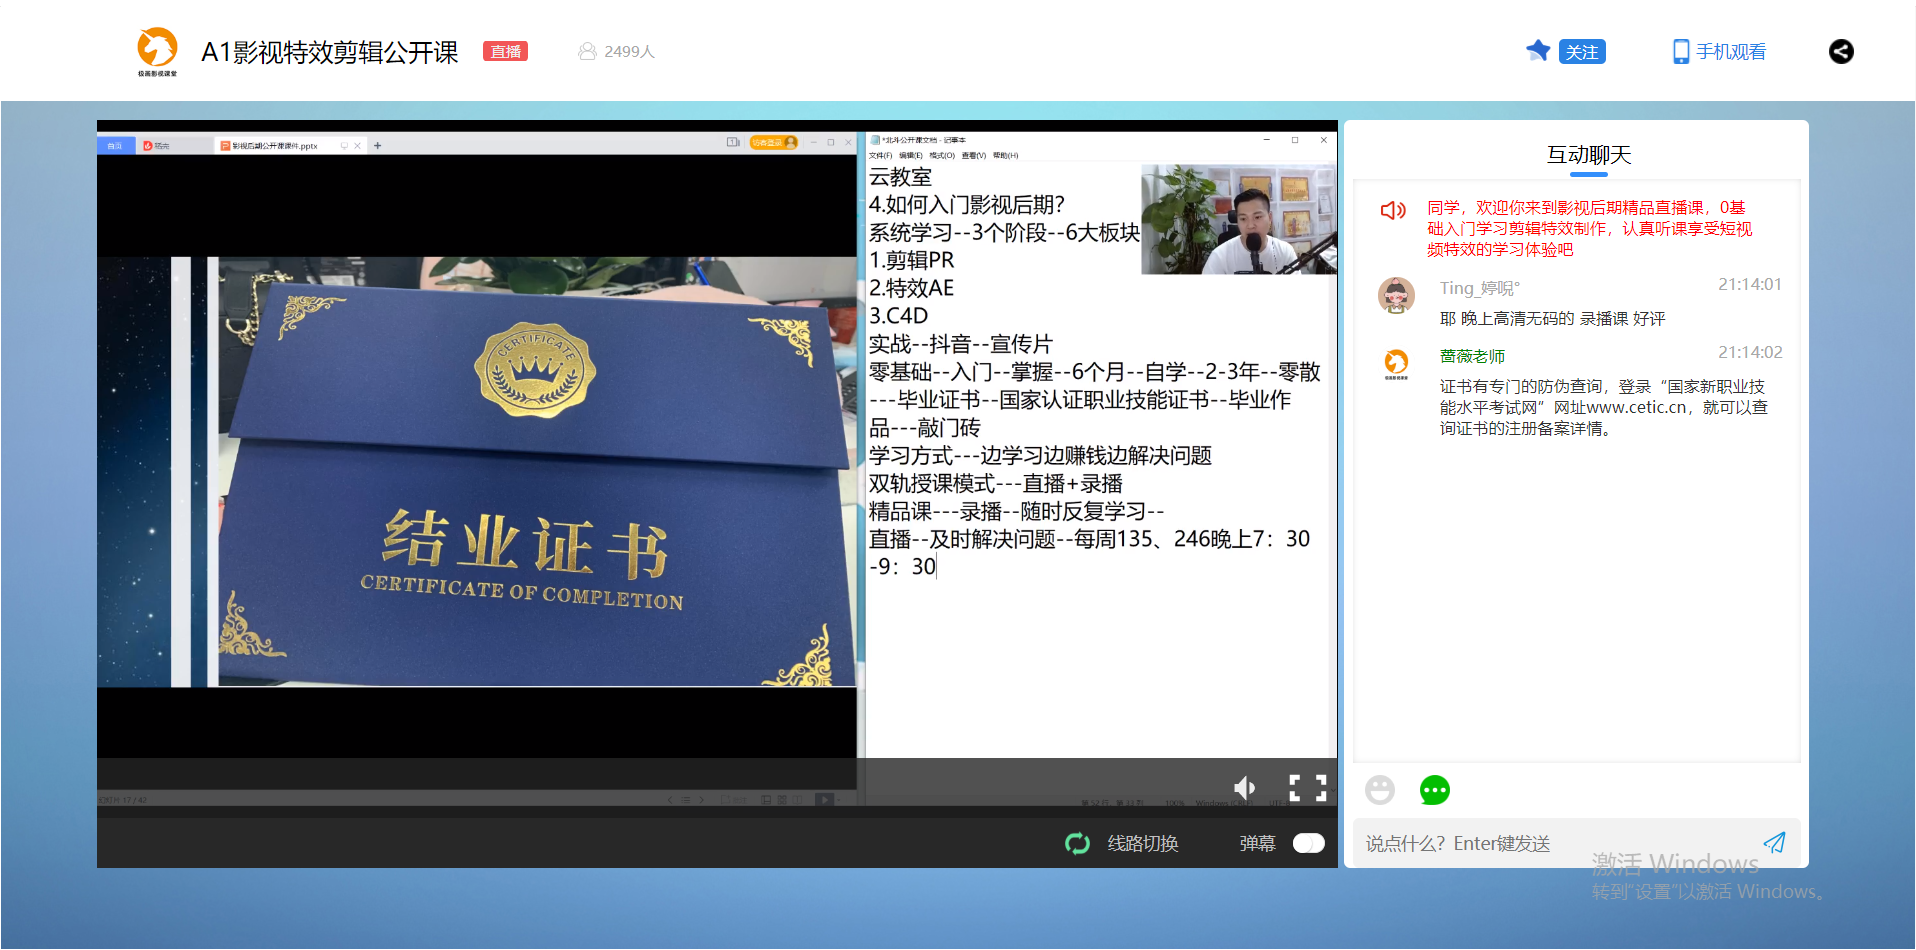 极画影视课堂
A1影视特效剪辑公开课
直播
2499人
关注
手机观看
首页
稻壳
影视后期公开课课件.pptx
访客登录
*北斗公开课文档 - 记事本
文件(F) 编辑(E) 格式(O) 查看(V) 帮助(H)
云教室
4.如何入门影视后期？
系统学习--3个阶段--6大板块
1.剪辑PR
2.特效AE
3.C4D
实战--抖音--宣传片
零基础--入门--掌握--6个月--自学--2-3年--零散
---毕业证书--国家认证职业技能证书--毕业作
品---敲门砖
学习方式---边学习边赚钱边解决问题
双轨授课模式---直播+录播
精品课---录播--随时反复学习--
直播--及时解决问题--每周135、246晚上7：30
-9：30
CERTIFICATE
结业证书
CERTIFICATE OF COMPLETION
幻灯片 17 / 42
100%
线路切换
弹幕
互动聊天
同学，欢迎你来到影视后期精品直播课，0基
础入门学习剪辑特效制作，认真听课享受短视
频特效的学习体验吧
Ting_婷唲°
21:14:01
耶 晚上高清无码的 录播课 好评
蔷薇老师
21:14:02
证书有专门的防伪查询，登录“国家新职业技
能水平考试网”网址www.cetic.cn，就可以查
询证书的注册备案详情。
说点什么？Enter键发送
激活 Windows
转到“设置”以激活 Windows。